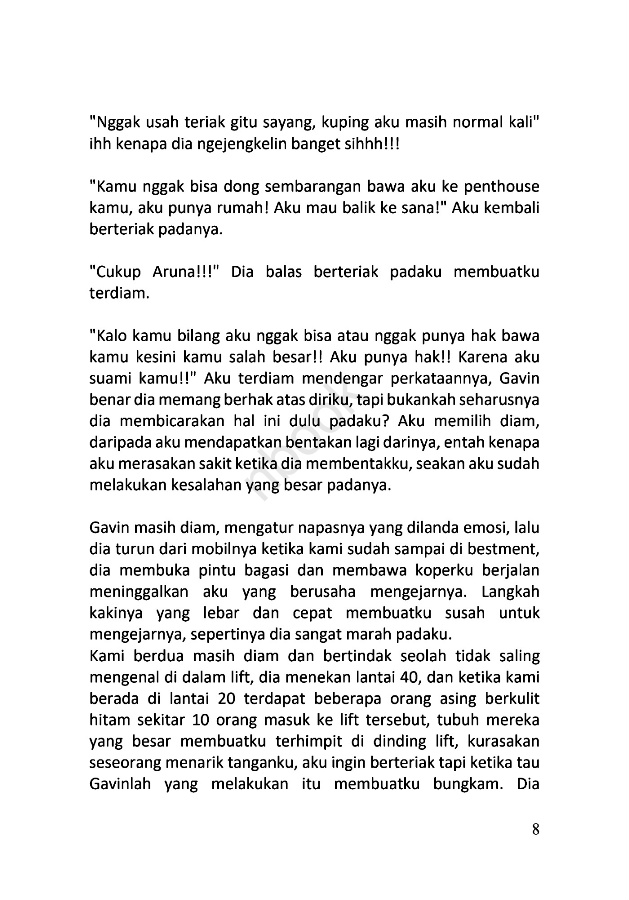 "Nggak usah teriak gitu sayang, kuping aku masih normal kali"
ihh kenapa dia ngejengkelin banget sihhh!!!
"Kamu nggak bisa dong sembarangan bawa aku ke penthouse
kamu, aku punya rumah! Aku mau balik ke sana!" Aku kembali
berteriak padanya.
"Cukup Aruna!!!" Dia balas berteriak padaku membuatku
terdiam.
"Kalo kamu bilang aku nggak bisa atau nggak punya hak bawa
kamu kesini kamu salah besar!! Aku punya hak!! Karena aku
suami kamu!!" Aku terdiam mendengar perkataannya, Gavin
benar dia memang berhak atas diriku, tapi bukankah seharusnya
dia membicarakan hal ini dulu padaku? Aku memilih diam,
daripada aku mendapatkan bentakan lagi darinya, entah kenapa
aku merasakan sakit ketika dia membentakku, seakan aku sudah
melakukan kesalahan yang besar padanya.
Gavin masih diam, mengatur napasnya yang dilanda emosi, lalu
dia turun dari mobilnya ketika kami sudah sampai di bestment,
dia membuka pintu bagasi dan membawa koperku berjalan
meninggalkan aku yang berusaha mengejarnya. Langkah
kakinya yang lebar dan cepat membuatku susah untuk
mengejarnya, sepertinya dia sangat marah padaku.
Kami berdua masih diam dan bertindak seolah tidak saling
mengenal di dalam lift, dia menekan lantai 40, dan ketika kami
berada di lantai 20 terdapat beberapa orang asing berkulit
hitam sekitar 10 orang masuk ke lift tersebut, tubuh mereka
yang besar membuatku terhimpit di dinding lift, kurasakan
seseorang menarik tanganku, aku ingin berteriak tapi ketika tau
Gavinlah yang melakukan itu membuatku bungkam. Dia
8